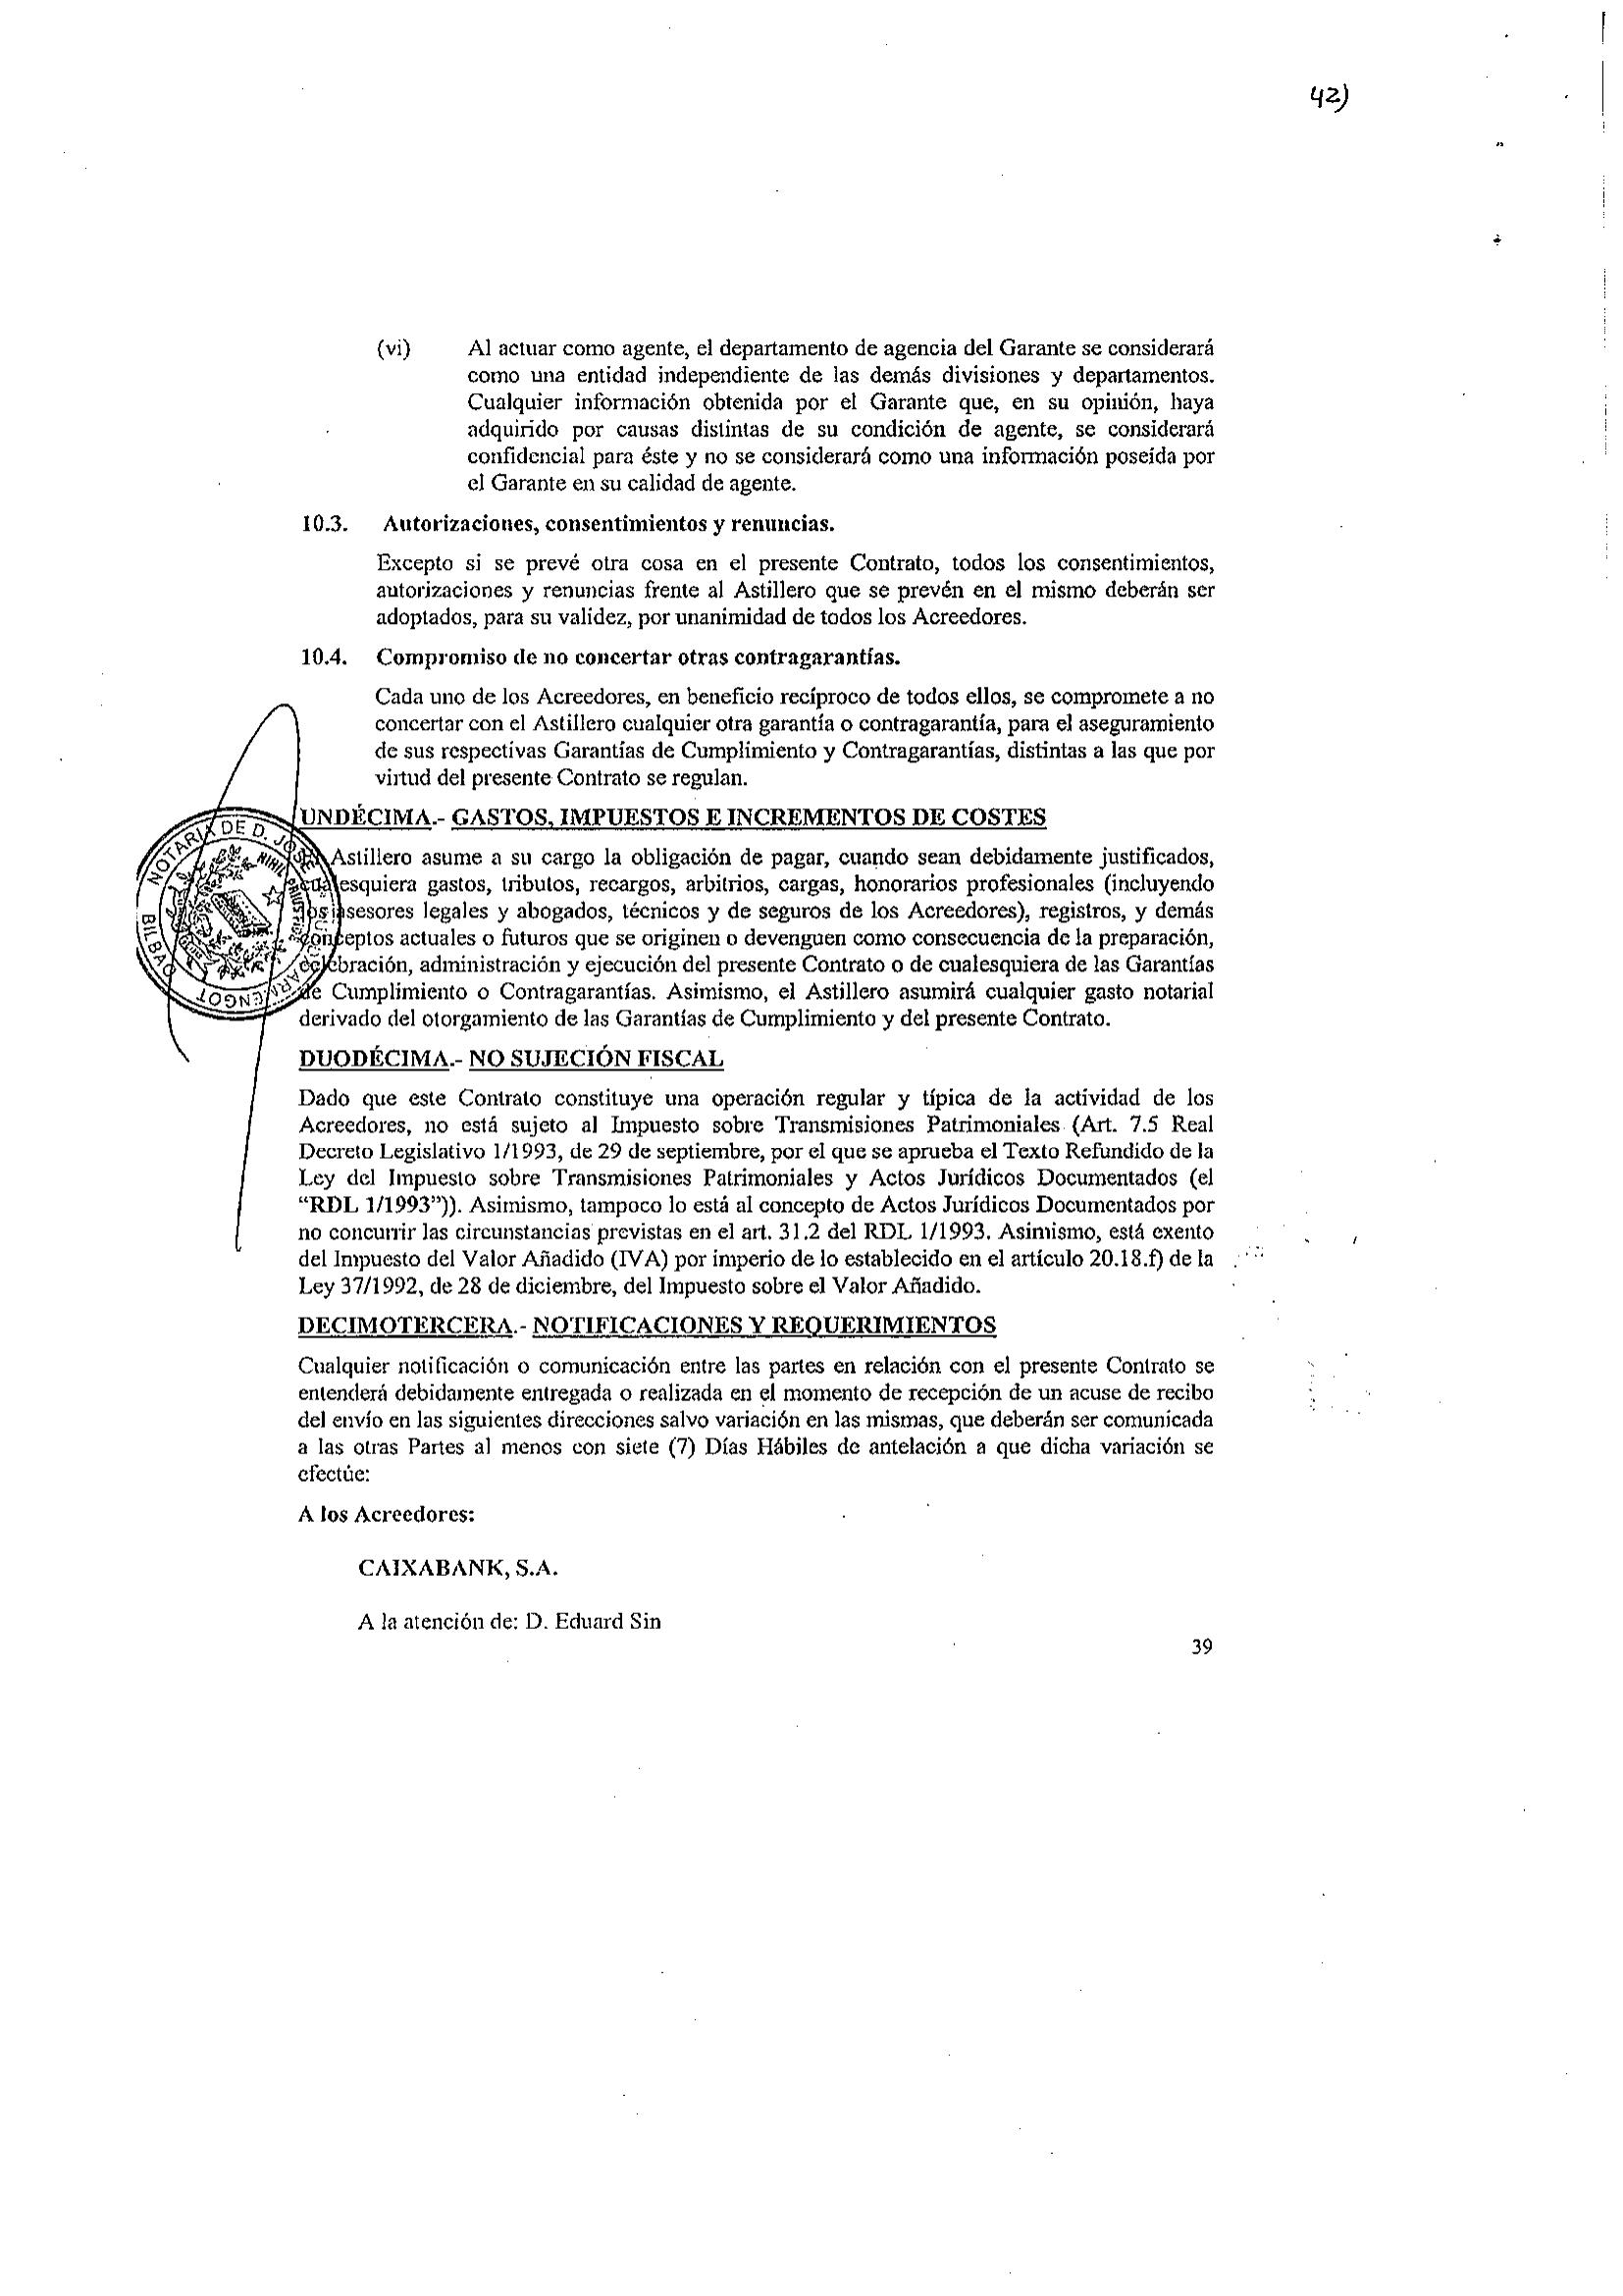 42)
(vi) Al actuar como agente, el departamento de agencia del Garante se considerará
como una entidad independiente de las demás divisiones y departamentos.
Cualquier información obtenida por el Garante que, en su opinión, haya
adquirido por causas distintas de su condición de agente, se considerará
confidencial para éste y no se considerará como una información poseída por
el Garante en su calidad de agente.
10.3. Autorizaciones, consentimientos y renuncias.
Excepto si se prevé otra cosa en el presente Contrato, todos los consentimientos,
autorizaciones y renuncias frente al Astillero que se prevén en el mismo deberán ser
adoptados, para su validez, por unanimidad de todos los Acreedores.
10.4. Compromiso de no concertar otras contragarantías.
Cada uno de los Acreedores, en beneficio recíproco de todos ellos, se compromete a no
concertar con el Astillero cualquier otra garantía o contragarantía, para el aseguramiento
de sus respectivas Garantías de Cumplimiento y Contragarantías, distintas a las que por
virtud del presente Contrato se regulan.
UNDÉCIMA.- GASTOS, IMPUESTOS E INCREMENTOS DE COSTES
Astillero asume a su cargo la obligación de pagar, cuando sean debidamente justificados,
cualesquiera gastos, tributos, recargos, arbitrios, cargas, honorarios profesionales (incluyendo
asesores legales y abogados, técnicos y de seguros de los Acreedores), registros, y demás
conceptos actuales o futuros que se originen o devenguen como consecuencia de la preparación,
celebración, administración y ejecución del presente Contrato o de cualesquiera de las Garantías
de Cumplimiento o Contragarantías. Asimismo, el Astillero asumirá cualquier gasto notarial
derivado del otorgamiento de las Garantías de Cumplimiento y del presente Contrato.
NOTARIA DE D. JOSE
ARMENGOT
BILBAO
NIHIL PRIUS FIDE
DUODÉCIMA.- NO SUJECIÓN FISCAL
Dado que este Contrato constituye una operación regular y típica de la actividad de los
Acreedores, no está sujeto al Impuesto sobre Transmisiones Patrimoniales (Art. 7.5 Real
Decreto Legislativo 1/1993, de 29 de septiembre, por el que se aprueba el Texto Refundido de la
Ley del Impuesto sobre Transmisiones Patrimoniales y Actos Jurídicos Documentados (el
“RDL 1/1993”)). Asimismo, tampoco lo está al concepto de Actos Jurídicos Documentados por
no concurrir las circunstancias previstas en el art. 31.2 del RDL 1/1993. Asimismo, está exento
del Impuesto del Valor Añadido (IVA) por imperio de lo establecido en el artículo 20.18.f) de la
Ley 37/1992, de 28 de diciembre, del Impuesto sobre el Valor Añadido.
DECIMOTERCERA.- NOTIFICACIONES Y REQUERIMIENTOS
Cualquier notificación o comunicación entre las partes en relación con el presente Contrato se
entenderá debidamente entregada o realizada en el momento de recepción de un acuse de recibo
del envío en las siguientes direcciones salvo variación en las mismas, que deberán ser comunicada
a las otras Partes al menos con siete (7) Días Hábiles de antelación a que dicha variación se
efectúe:
A los Acreedores:
CAIXABANK, S.A.
A la atención de: D. Eduard Sin
39